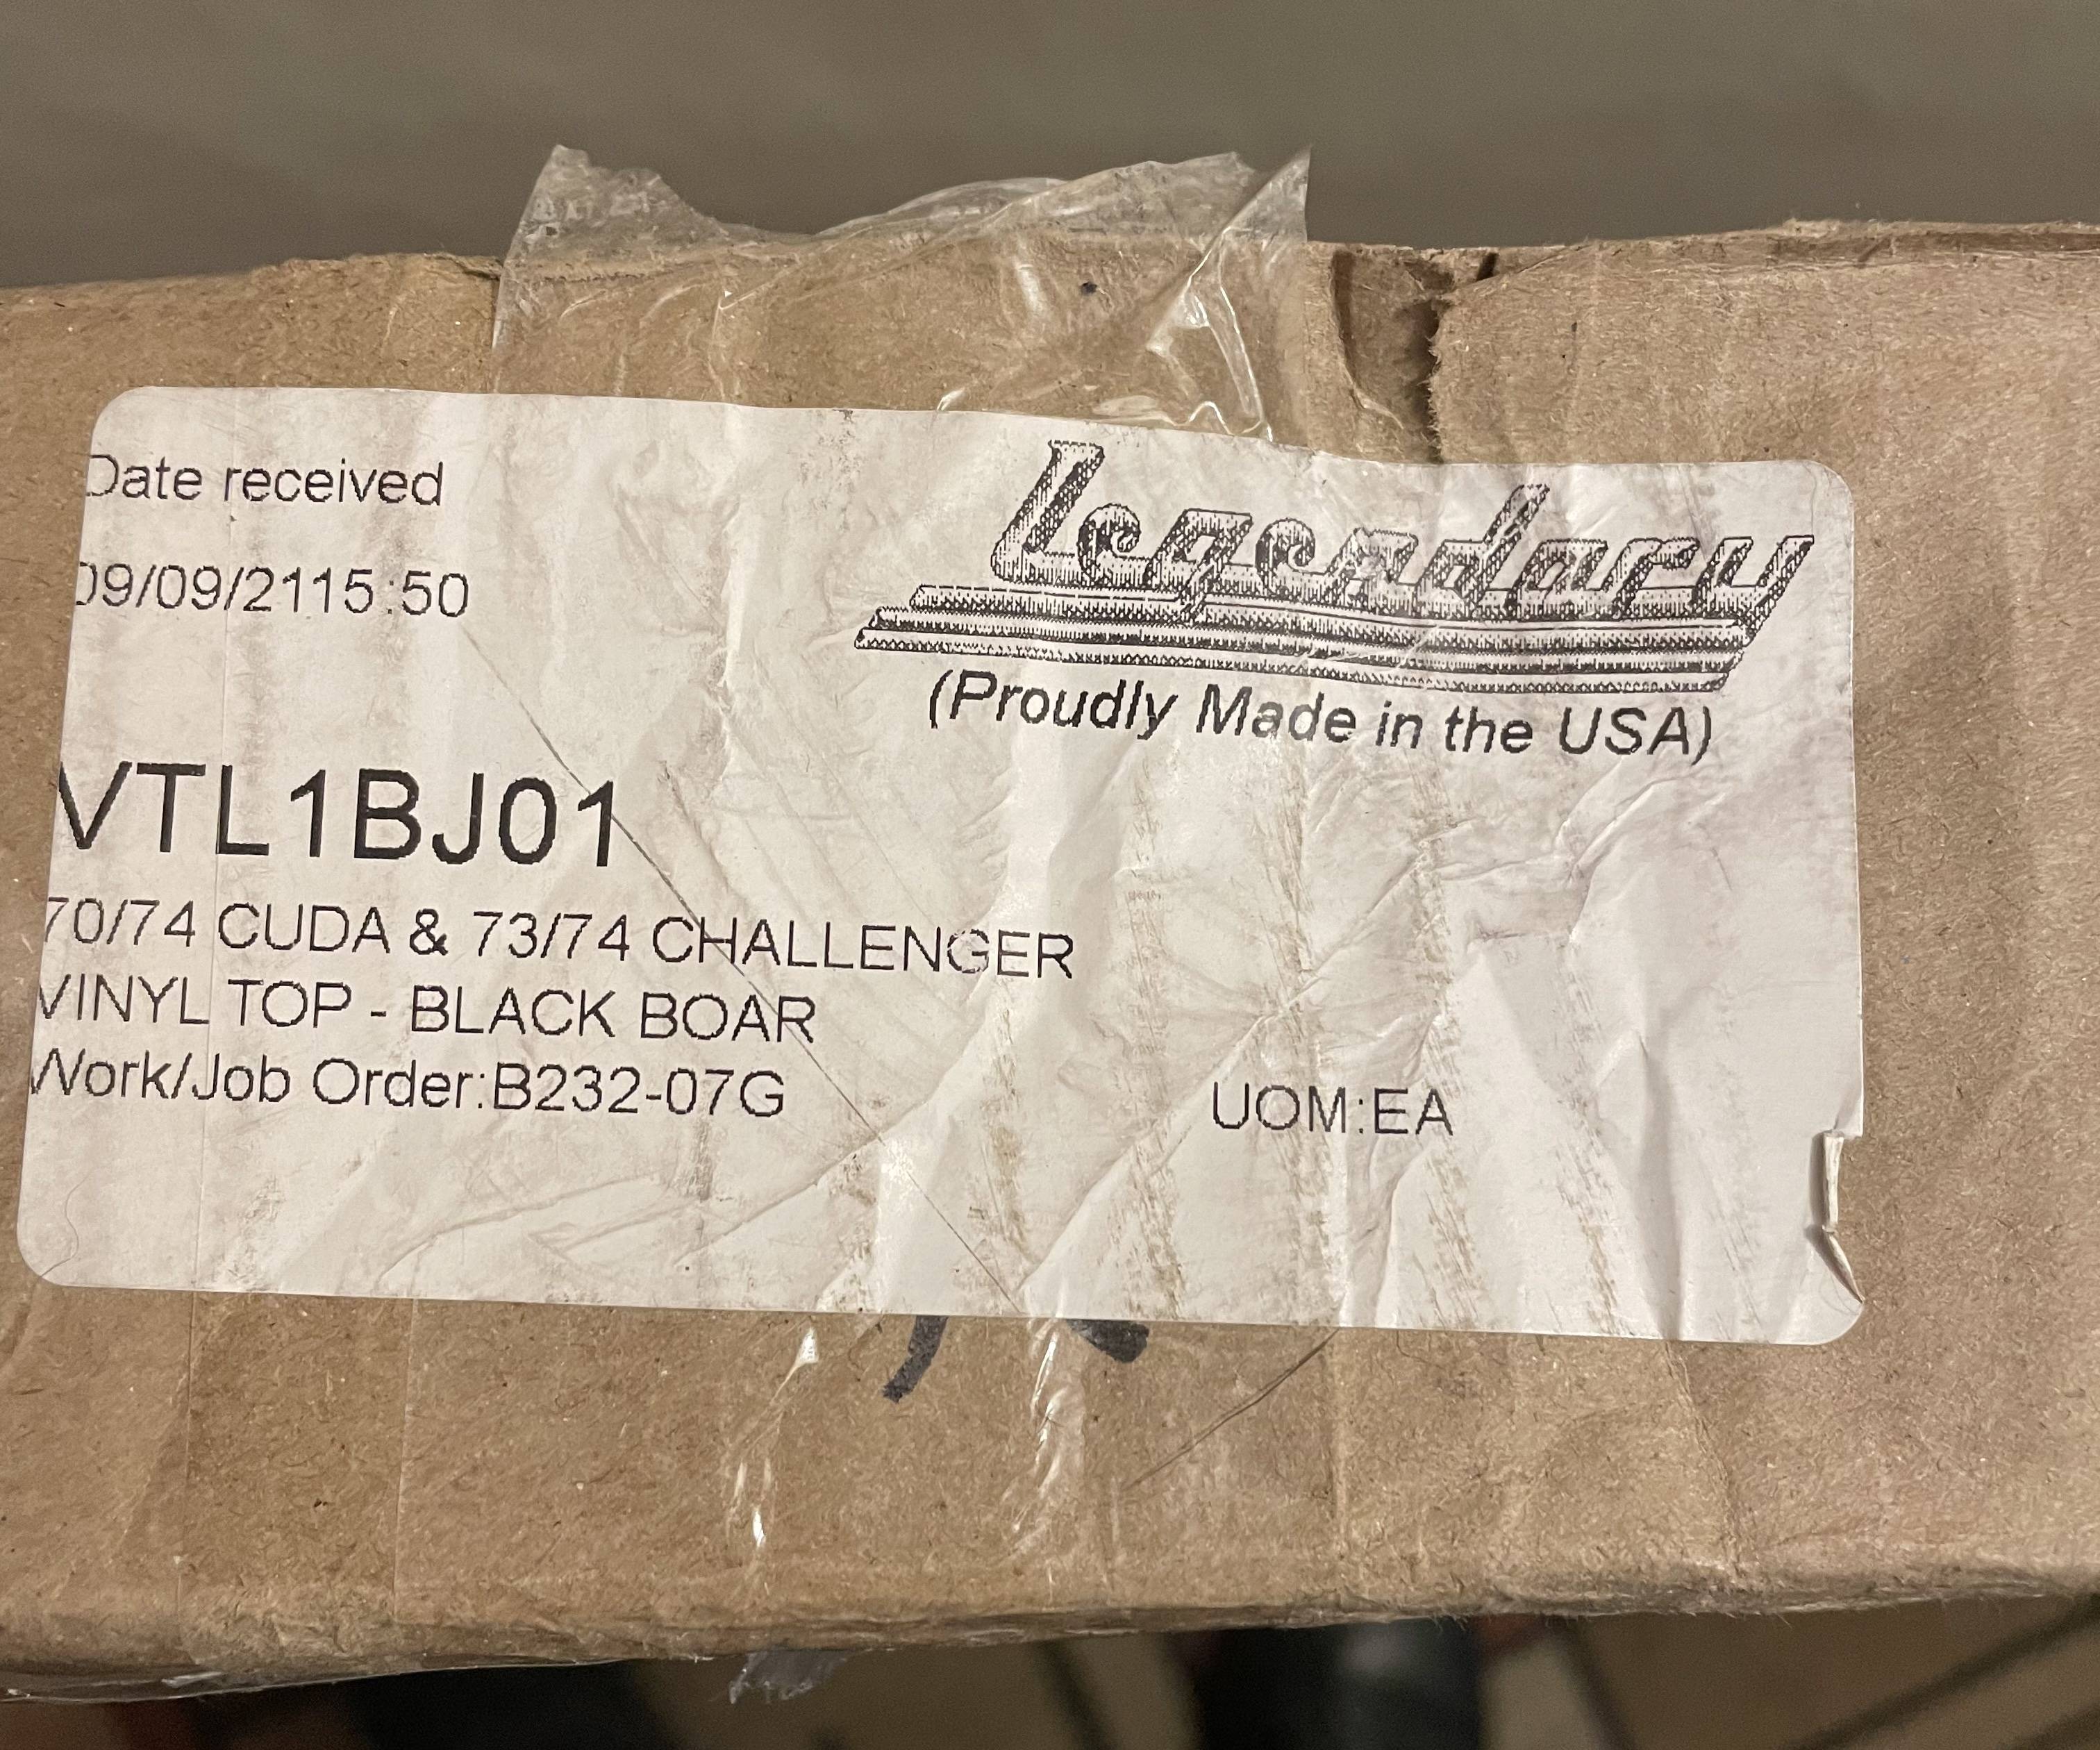 Date received
09/09/2115:50
Legendary
(Proudly Made in the USA)
VTL1BJ01
70/74 CUDA & 73/74 CHALLENGER
VINYL TOP - BLACK BOAR
Work/Job Order:B232-07G
UOM:EA